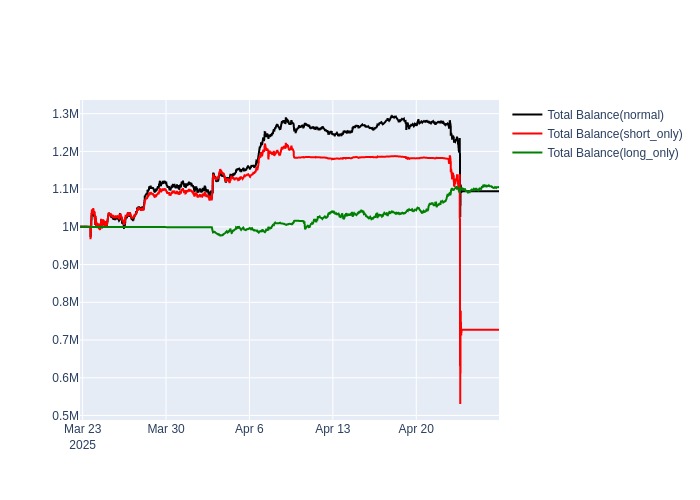 1.3M
1.2M
1.1M
1M
0.9M
0.8M
0.7M
0.6M
0.5M
Mar 23
2025
Mar 30
Apr 6
Apr 13
Apr 20
Total Balance(normal)
Total Balance(short_only)
Total Balance(long_only)